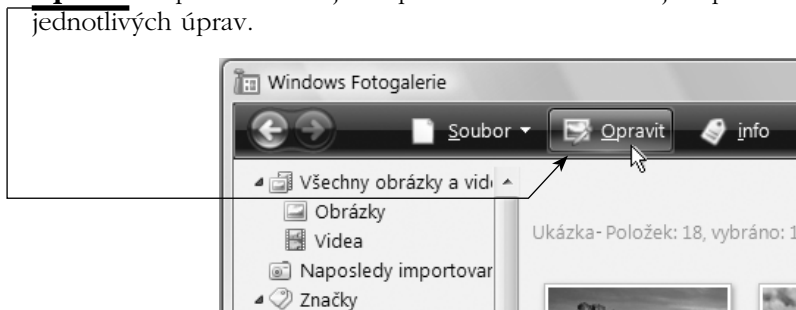 jednotlivých úprav.
Windows Fotogalerie
Soubor Opravit info
Všechny obrázky a vid
Obrázky
Videa
Ukázka- Položek: 18, vybráno: 1
Naposledy importovar
Značky